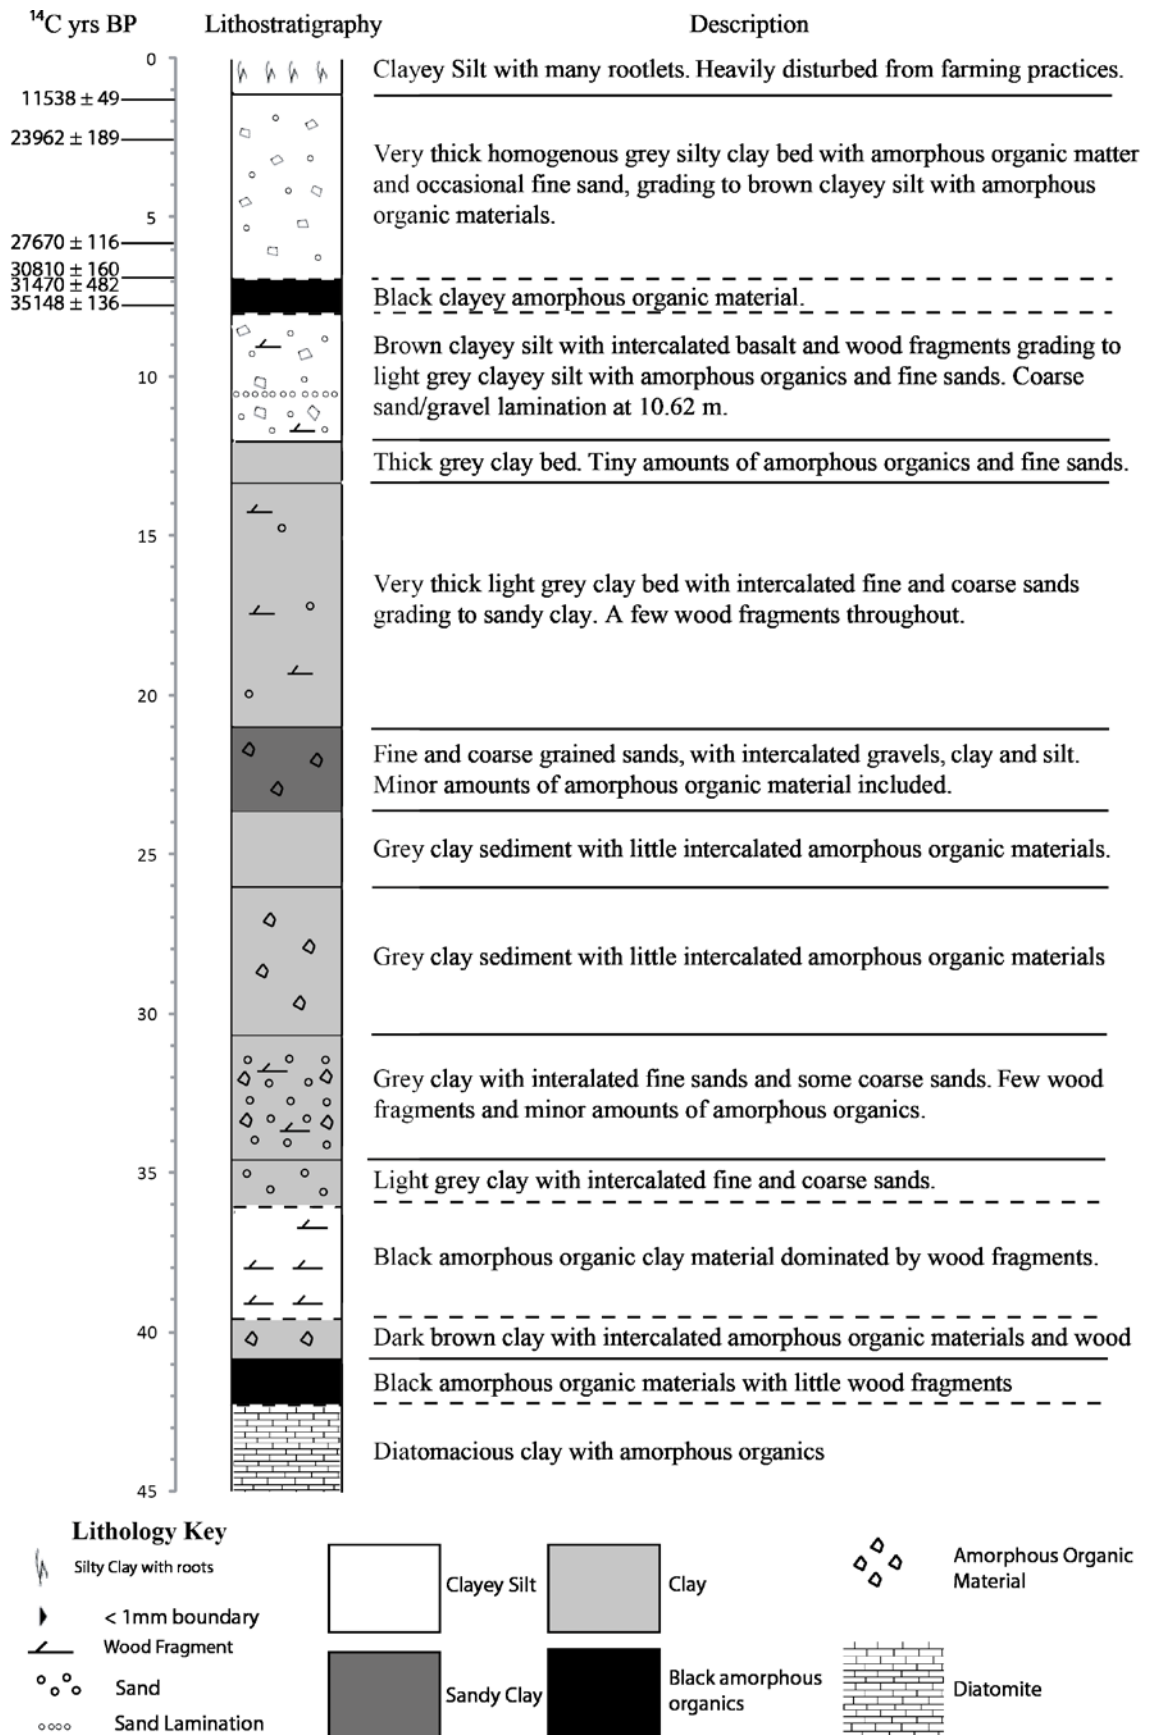 ¹⁴C yrs BP Lithostratigraphy Description
0
Clayey Silt with many rootlets. Heavily disturbed from farming practices.
11538 ± 49
23962 ± 189
Very thick homogenous grey silty clay bed with amorphous organic matter
and occasional fine sand, grading to brown clayey silt with amorphous
organic materials.
5
27670 ± 116
30810 ± 160
31470 ± 482
35148 ± 136
Black clayey amorphous organic material.
Brown clayey silt with intercalated basalt and wood fragments grading to
light grey clayey silt with amorphous organics and fine sands. Coarse
sand/gravel lamination at 10.62 m.
10
Thick grey clay bed. Tiny amounts of amorphous organics and fine sands.
15
Very thick light grey clay bed with intercalated fine and coarse sands
grading to sandy clay. A few wood fragments throughout.
20
Fine and coarse grained sands, with intercalated gravels, clay and silt.
Minor amounts of amorphous organic material included.
25
Grey clay sediment with little intercalated amorphous organic materials.
Grey clay sediment with little intercalated amorphous organic materials
30
Grey clay with interalated fine sands and some coarse sands. Few wood
fragments and minor amounts of amorphous organics.
35
Light grey clay with intercalated fine and coarse sands.
Black amorphous organic clay material dominated by wood fragments.
40
Dark brown clay with intercalated amorphous organic materials and wood
Black amorphous organic materials with little wood fragments
Diatomacious clay with amorphous organics
45
Lithology Key
Silty Clay with roots
< 1mm boundary
Wood Fragment
Sand
Sand Lamination
Clayey Silt
Sandy Clay
Clay
Black amorphous
organics
Amorphous Organic
Material
Diatomite